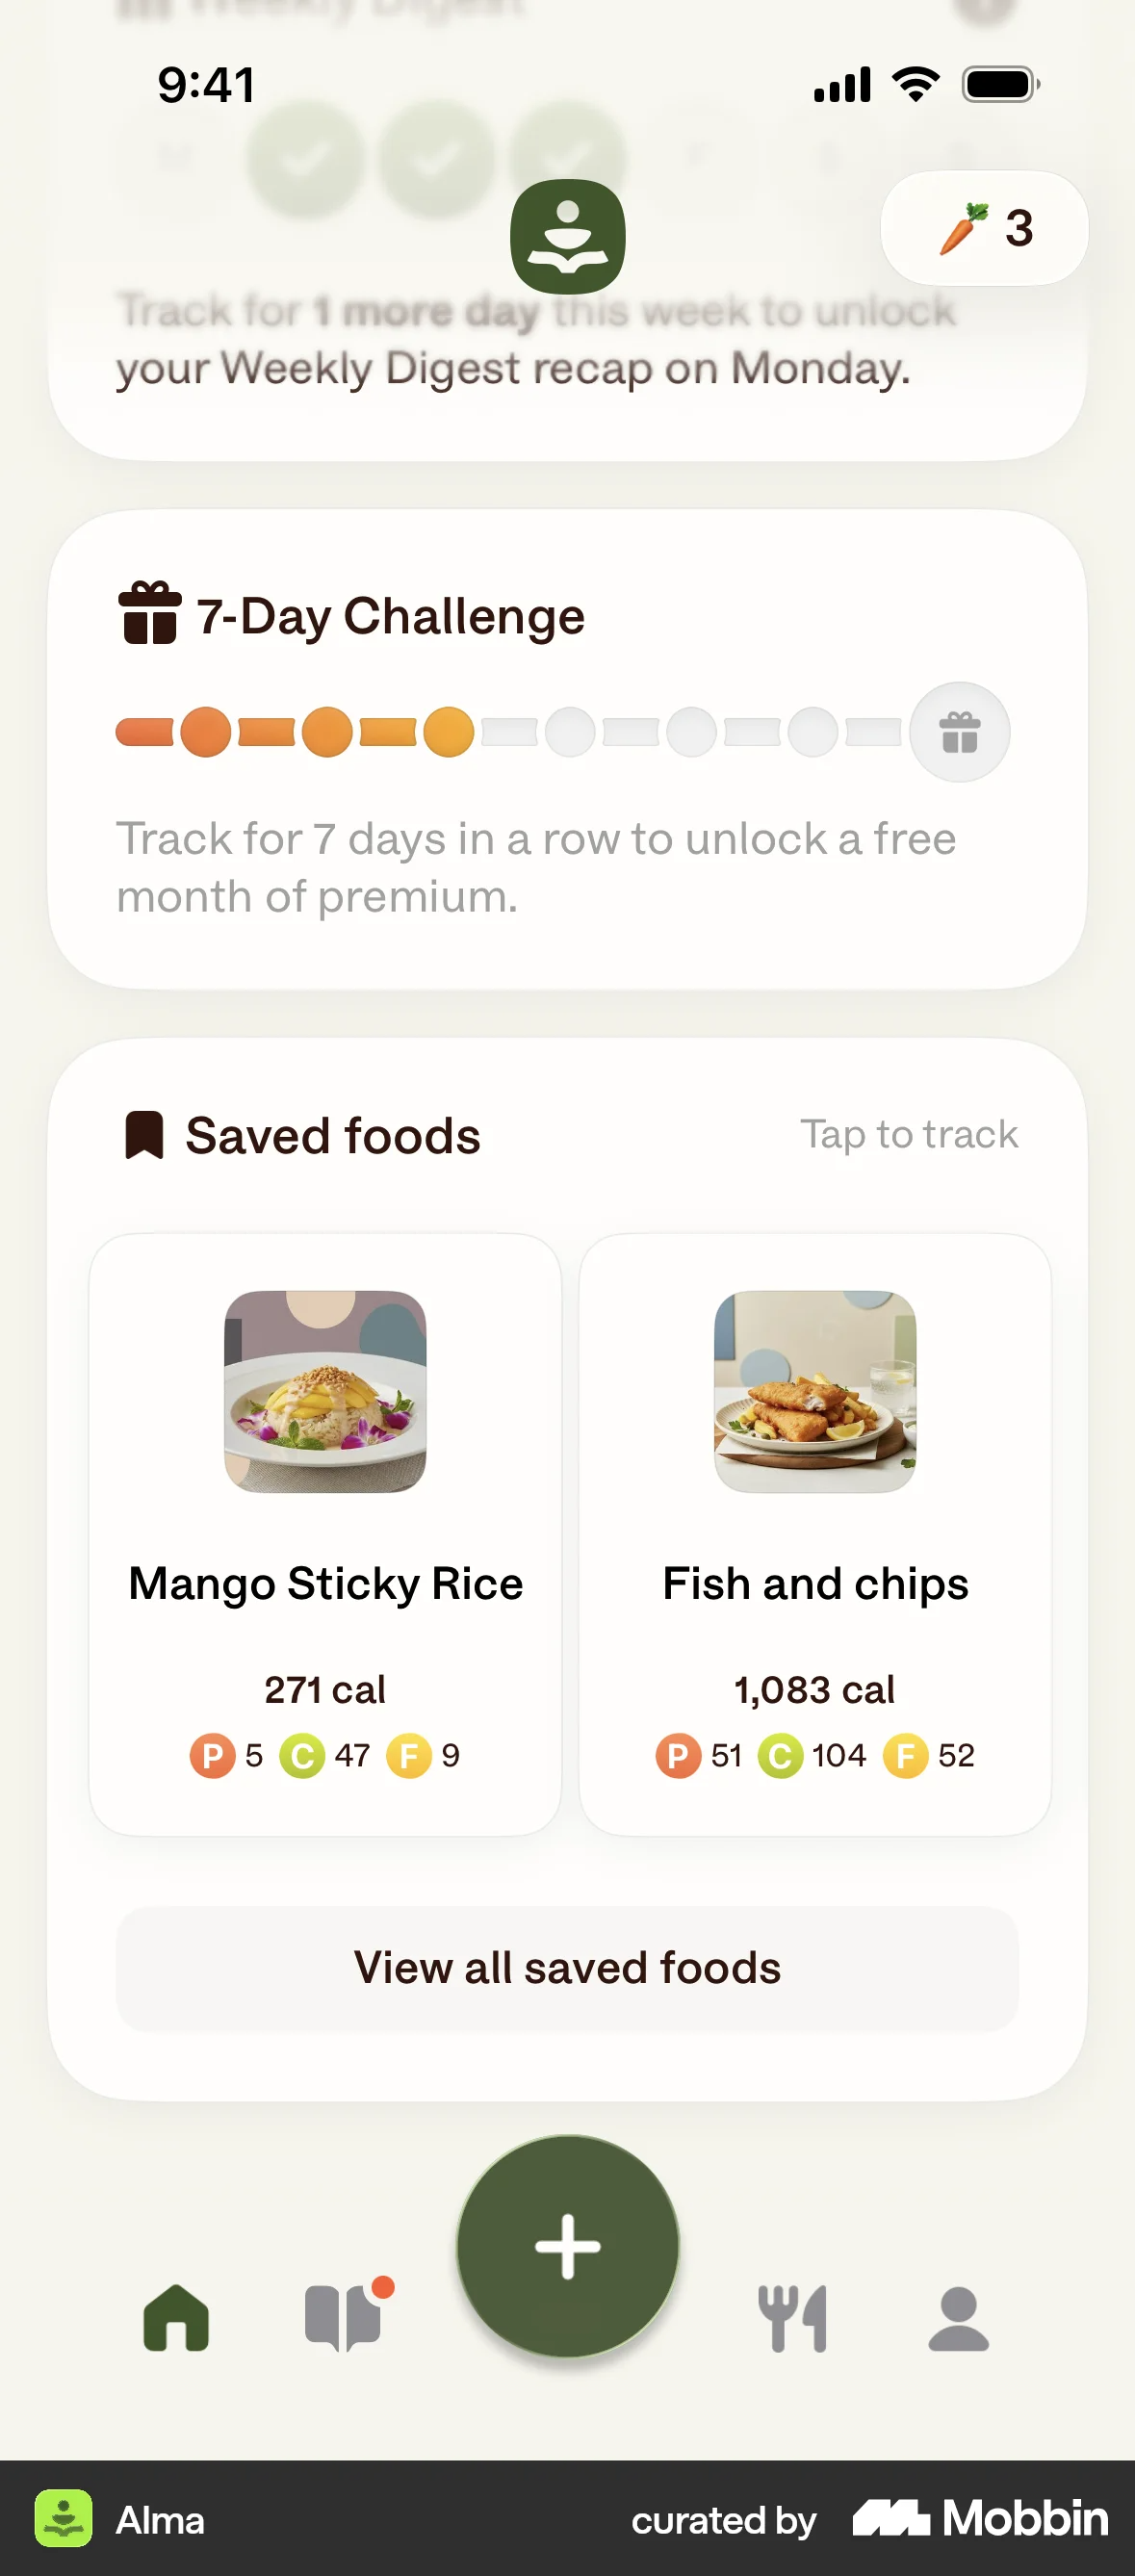 Weekly Digest
9:41
M
F
3
Track for 1 more day this week to unlock
your Weekly Digest recap on Monday.
7-Day Challenge
Track for 7 days in a row to unlock a free
month of premium.
Saved foods
Tap to track
Mango Sticky Rice
Fish and chips
271 cal
1,083 cal
P 5 C 47 F 9
P 51 C 104 F 52
View all saved foods
Alma
curated by Mobbin